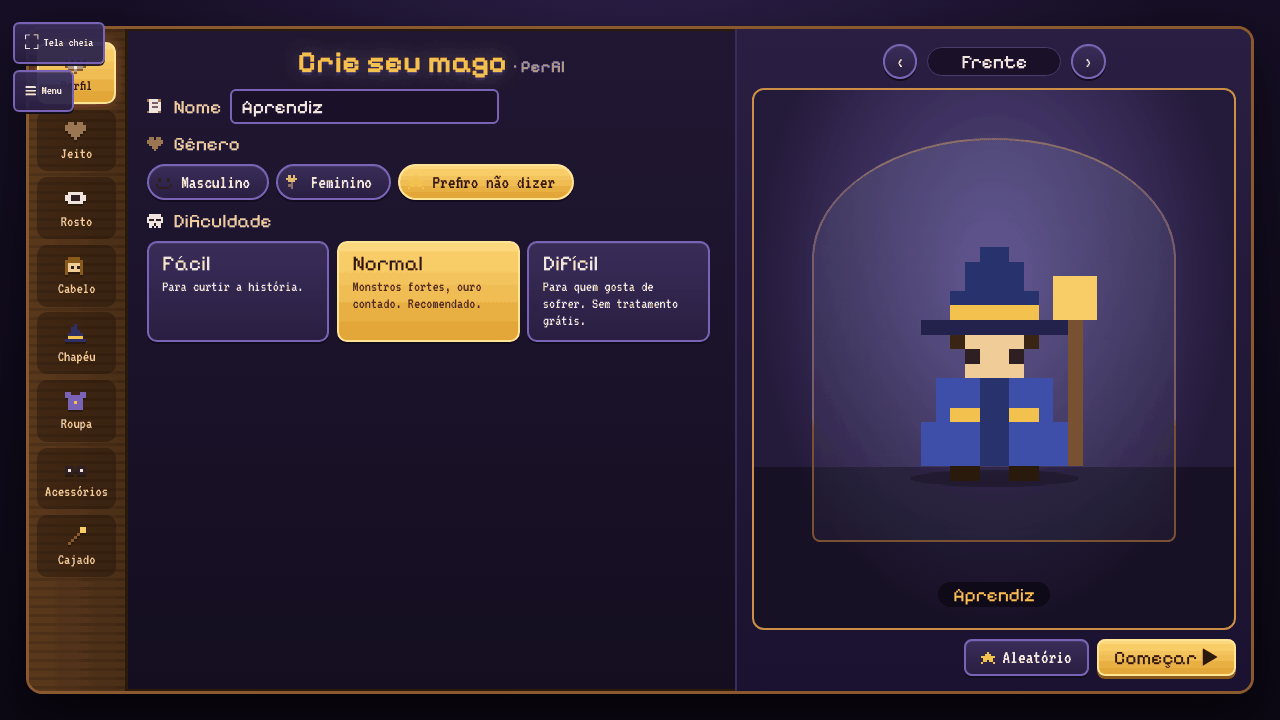 Tela cheia
Menu
Jeito
Rosto
Cabelo
Chapéu
Roupa
Acessórios
Cajado
Crie seu mago · Perfil
Nome Aprendiz
Gênero
Masculino Feminino Prefiro não dizer
Dificuldade
Fácil
Para curtir a história.
Normal
Monstros fortes, ouro
contado. Recomendado.
Difícil
Para quem gosta de
sofrer. Sem tratamento
grátis.
‹ Frente ›
Aprendiz
Aleatório
Começar